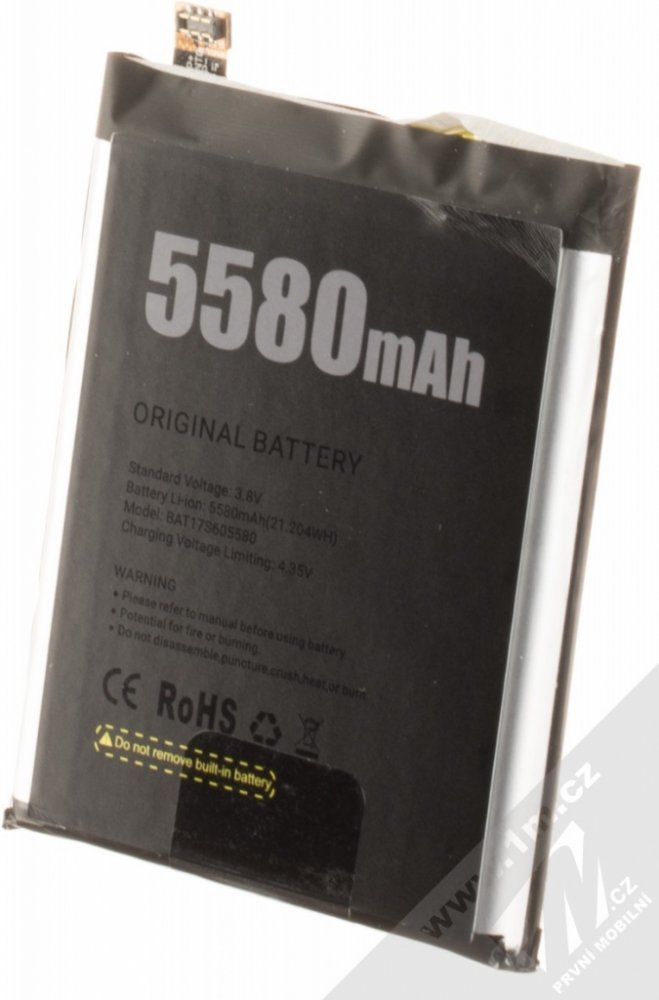 5580mAh
ORIGINAL BATTERY
Standard Voltage: 3.8V
Battery Li-ion: 5580mAh(21.204WH)
Model: BAT17S605580
Charging Voltage Limiting: 4.35V
WARNING
• Please refer to manual before using battery
• Potential for fire or burning.
• Do not disassemble,puncture,crush,heat,or burn.
CE RoHS
Do not remove built-in battery
www.1m.cz
1M.cz
PRVNÍ MOBILNÍ